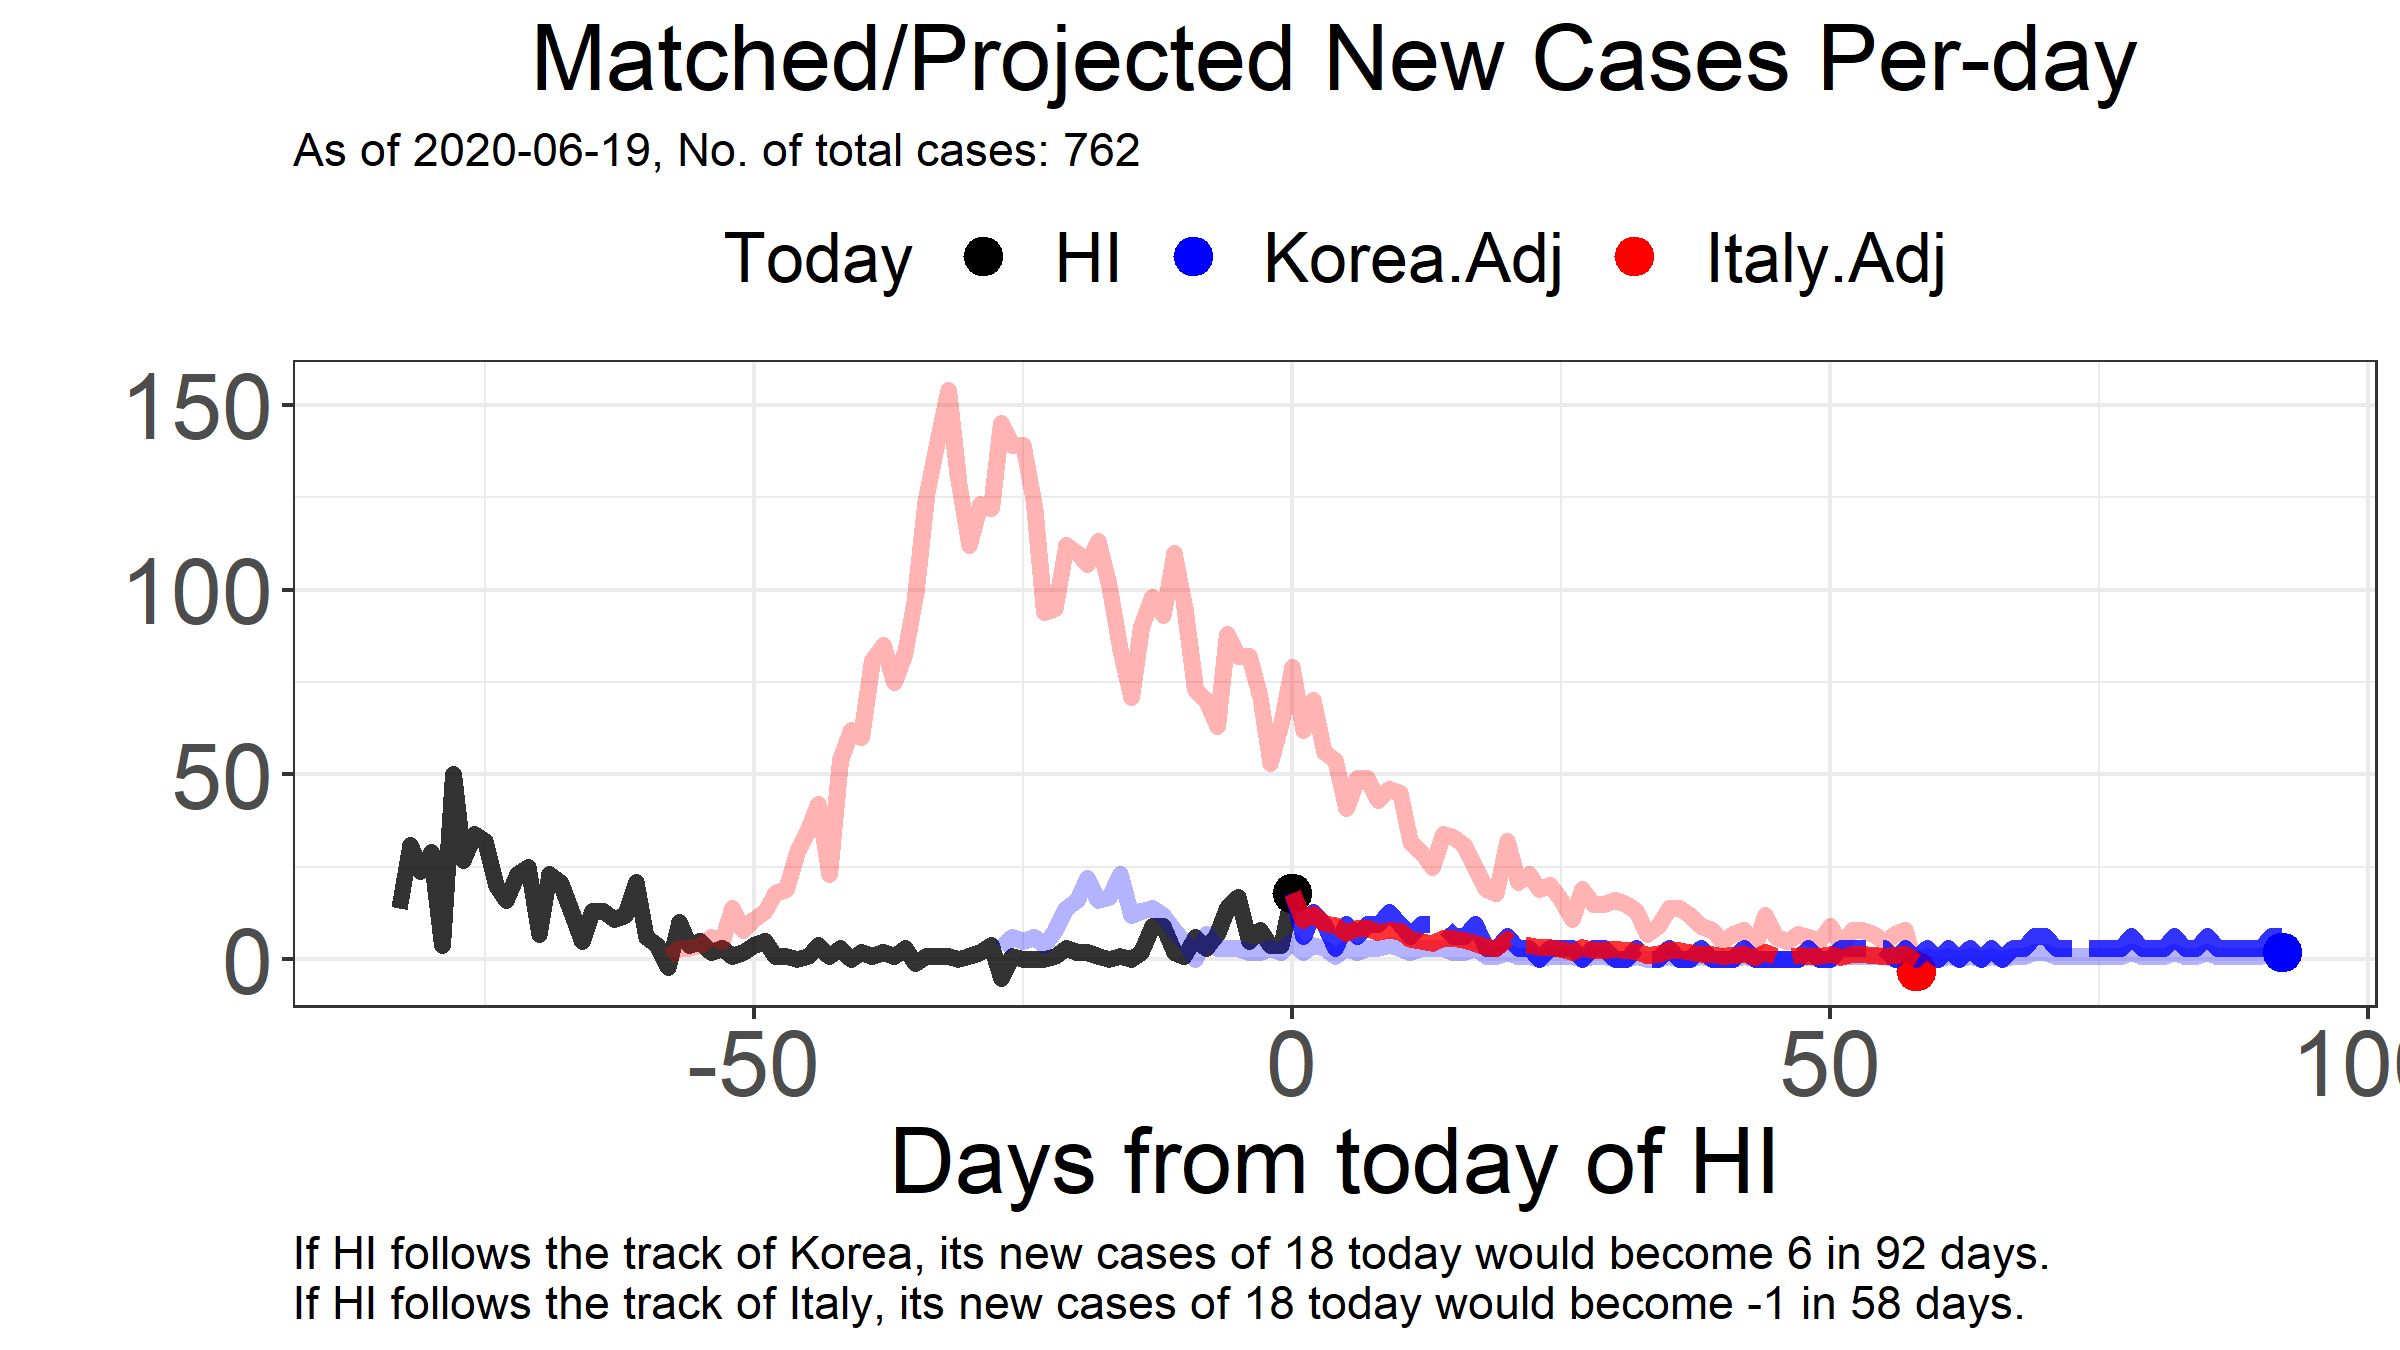 Matched/Projected New Cases Per-day
As of 2020-06-19, No. of total cases: 762
Today HI Korea.Adj Italy.Adj
150
100
50
0
-50 0 50 100
Days from today of HI
If HI follows the track of Korea, its new cases of 18 today would become 6 in 92 days.
If HI follows the track of Italy, its new cases of 18 today would become -1 in 58 days.